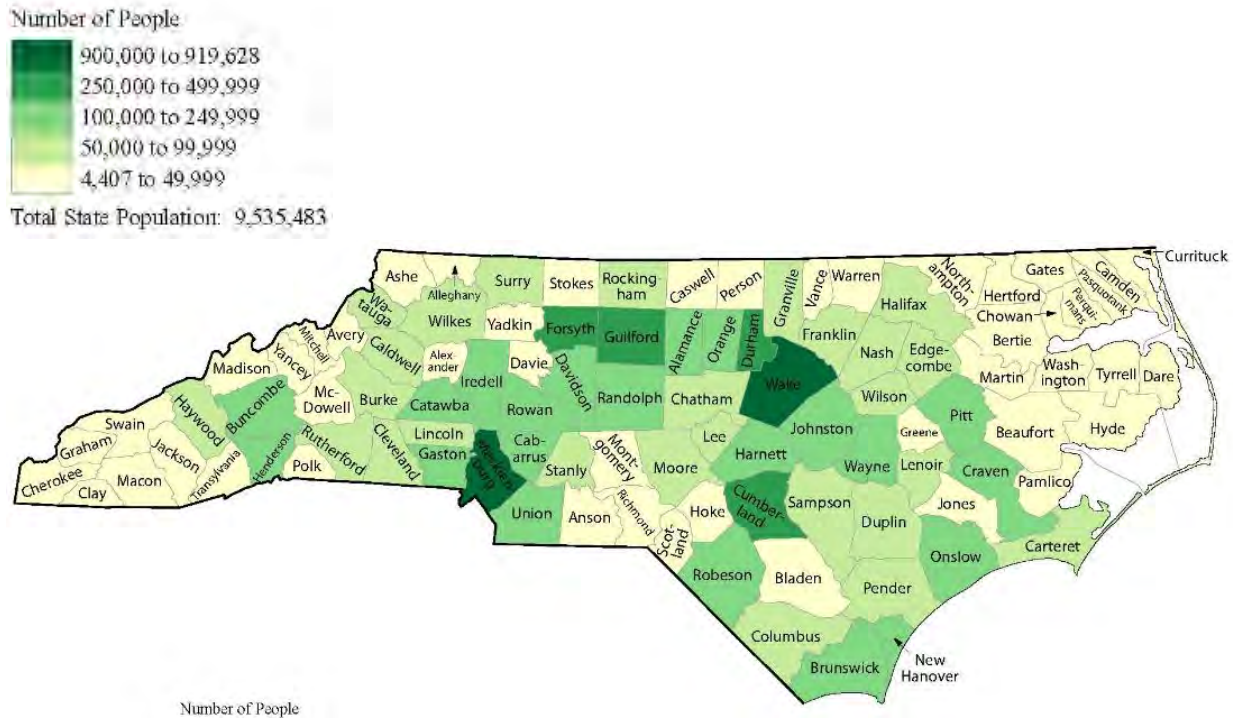 Number of People
900,000 to 919,628
250,000 to 499,999
100,000 to 249,999
50,000 to 99,999
4,407 to 49,999
Total State Population: 9,535,483
Currituck
Ashe
Alleghany
Surry
Stokes
Rocking-
ham
Caswell
Person
Granville
Vance
Warren
North-
ampton
Gates
Camden
Pasquotank
Perqui-
mans
Hertford
Chowan
Halifax
Wa-
tauga
Wilkes
Yadkin
Forsyth
Guilford
Alamance
Orange
Durham
Franklin
Nash
Edge-
combe
Bertie
Mitchell
Avery
Caldwell
Alex-
ander
Davie
Iredell
Davidson
Randolph
Chatham
Wake
Wilson
Martin
Wash-
ington
Tyrrell
Dare
Madison
Yancey
Mc-
Dowell
Burke
Catawba
Rowan
Haywood
Buncombe
Lincoln
Gaston
Cab-
arrus
Lee
Harnett
Johnston
Greene
Pitt
Beaufort
Hyde
Swain
Graham
Jackson
Henderson
Rutherford
Cleveland
Mecklen-
burg
Stanly
Mont-
gomery
Moore
Wayne
Lenoir
Craven
Pamlico
Cherokee
Clay
Macon
Transylvania
Polk
Union
Anson
Richmond
Scot-
land
Hoke
Cumber-
land
Sampson
Duplin
Jones
Carteret
Onslow
Robeson
Bladen
Pender
Columbus
Brunswick
New
Hanover
Number of People